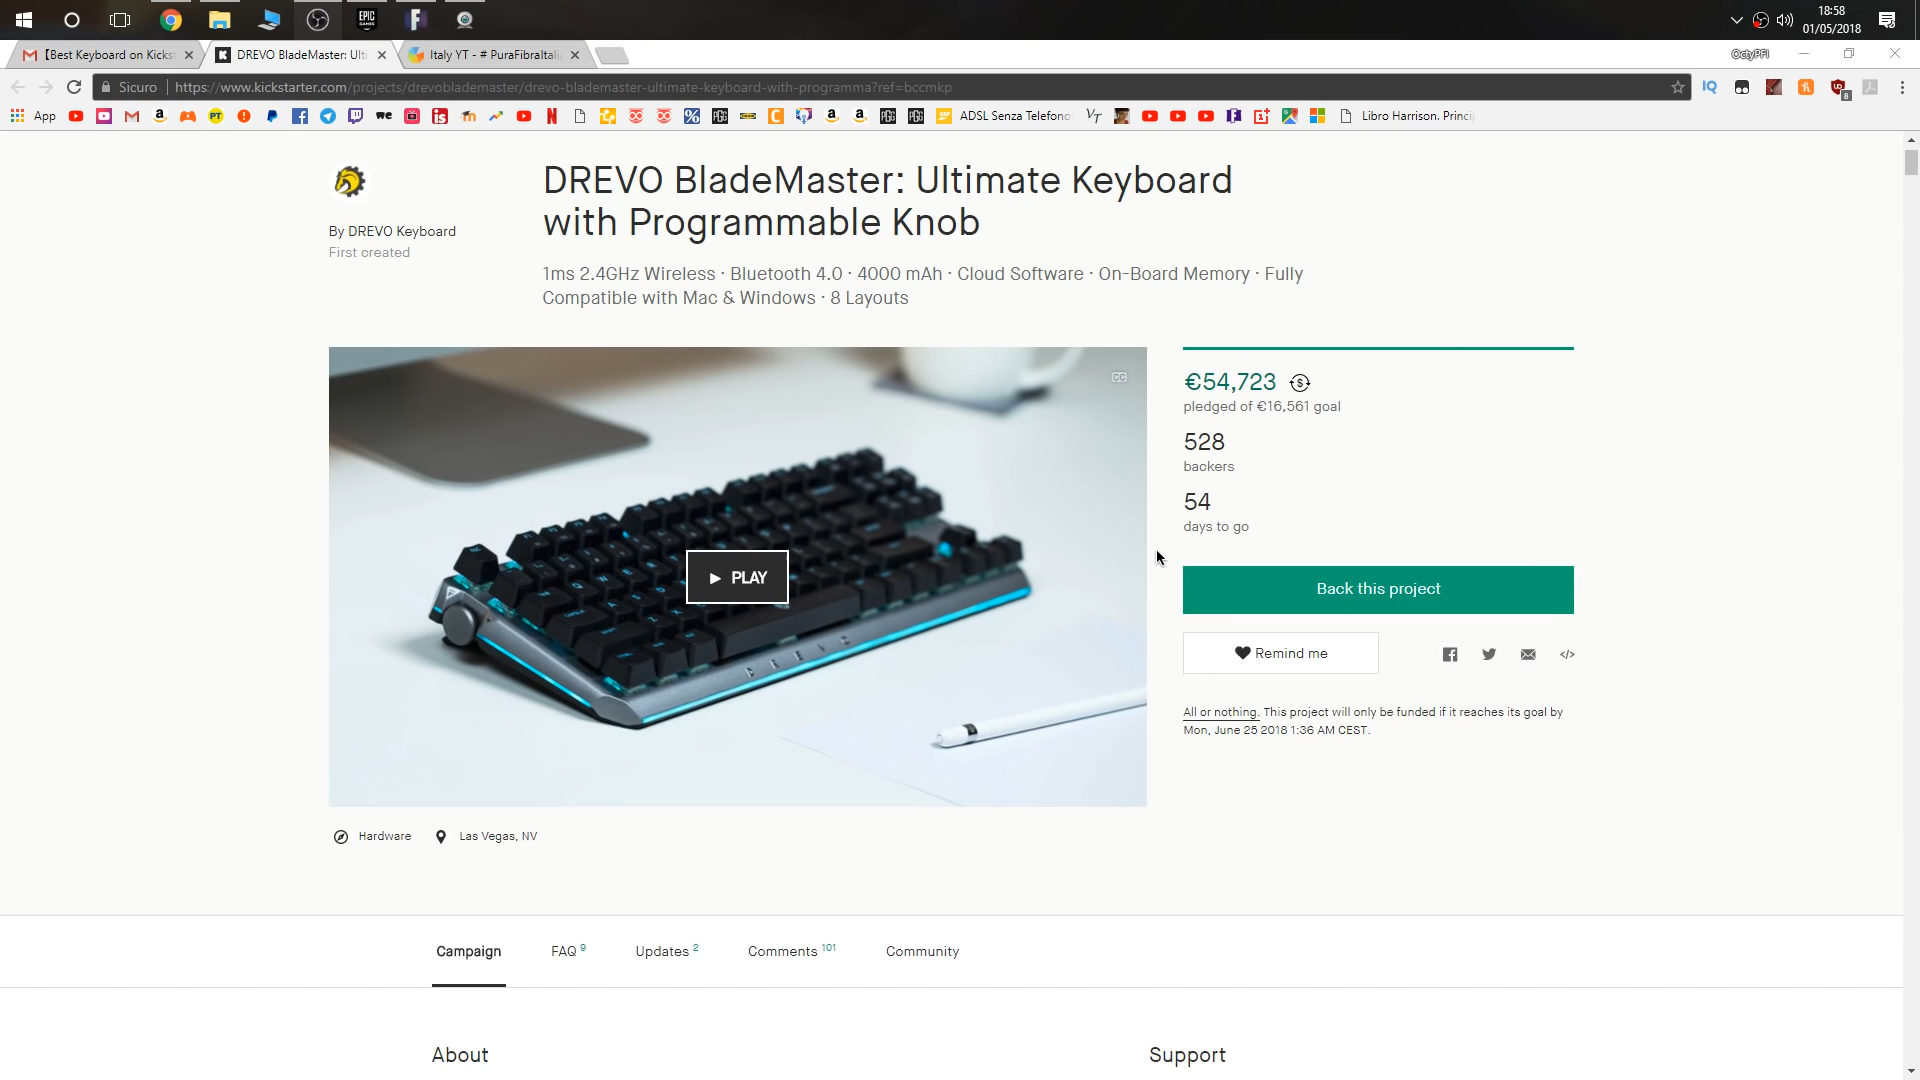 18:58
01/05/2018
【Best Keyboard on Kickst
DREVO BladeMaster: Ulti
Italy YT - # PuraFibraItali
OctyPFI
Sicuro
https://www.kickstarter.com/projects/drevoblademaster/drevo-blademaster-ultimate-keyboard-with-programma?ref=bccmkp
App
ADSL Senza Telefono:
Libro Harrison. Princi
DREVO BladeMaster: Ultimate Keyboard
with Programmable Knob
By DREVO Keyboard
First created
1ms 2.4GHz Wireless · Bluetooth 4.0 · 4000 mAh · Cloud Software · On-Board Memory · Fully
Compatible with Mac & Windows · 8 Layouts
CC
PLAY
€54,723
pledged of €16,561 goal
528
backers
54
days to go
Back this project
Remind me
All or nothing. This project will only be funded if it reaches its goal by
Mon, June 25 2018 1:36 AM CEST.
Hardware
Las Vegas, NV
Campaign
FAQ 9
Updates 2
Comments 101
Community
About
Support